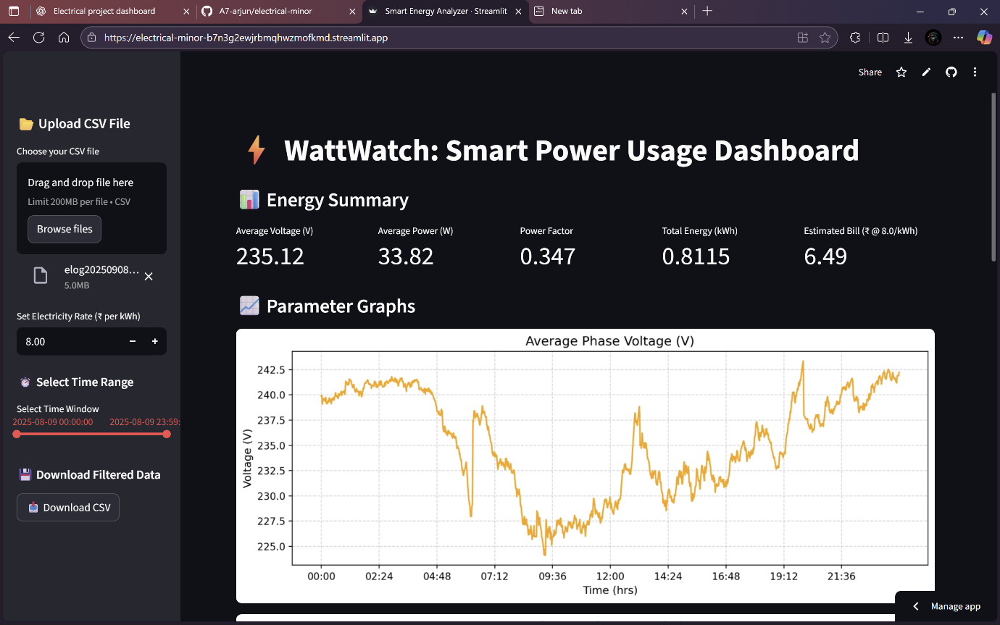 Electrical project dashboard
A7-arjun/electrical-minor
Smart Energy Analyzer · Streamlit
New tab
https://electrical-minor-b7n3g2ewjrbmqhwzmofkmd.streamlit.app
Share
📂 Upload CSV File
Choose your CSV file
Drag and drop file here
Limit 200MB per file • CSV
Browse files
elog20250908...
5.0MB
Set Electricity Rate (₹ per kWh)
8.00
Select Time Range
Select Time Window
2025-08-09 00:00:00 2025-08-09 23:59:
Download Filtered Data
Download CSV
WattWatch: Smart Power Usage Dashboard
Energy Summary
Average Voltage (V)
235.12
Average Power (W)
33.82
Power Factor
0.347
Total Energy (kWh)
0.8115
Estimated Bill (₹ @ 8.0/kWh)
6.49
Parameter Graphs
Average Phase Voltage (V)
Voltage (V)
242.5
240.0
237.5
235.0
232.5
230.0
227.5
225.0
00:00 02:24 04:48 07:12 09:36 12:00 14:24 16:48 19:12 21:36
Time (hrs)
Manage app